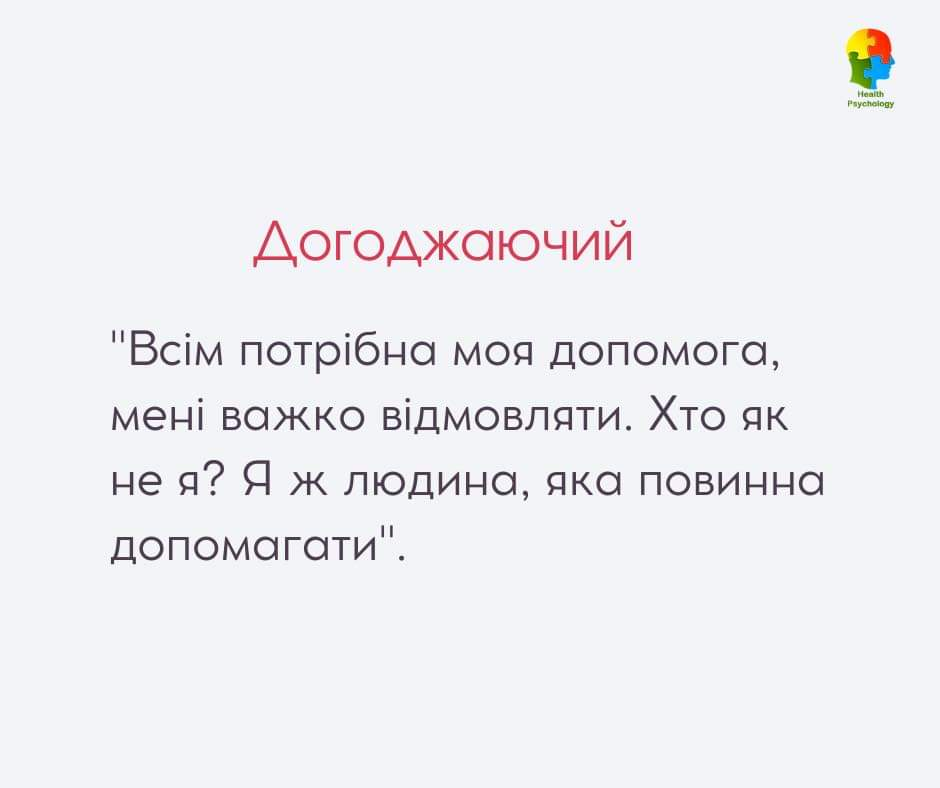 Health
Psychology
Догоджаючий
"Всім потрібна моя допомога,
мені важко відмовляти. Хто як
не я? Я ж людина, яка повинна
допомагати".